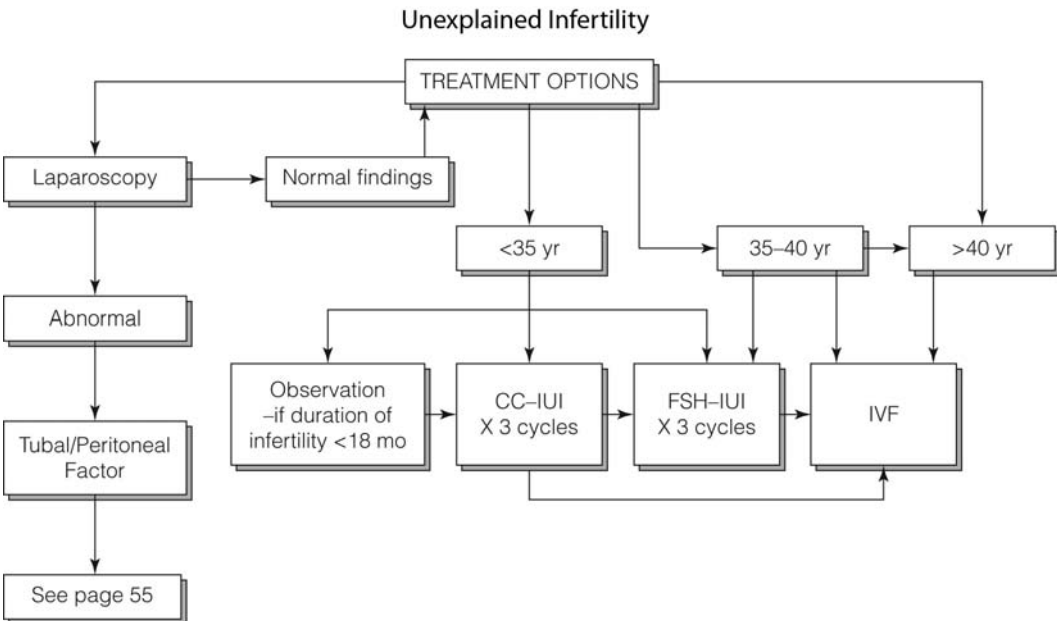 Unexplained Infertility
TREATMENT OPTIONS
Laparoscopy
Normal findings
<35 yr
35–40 yr
>40 yr
Abnormal
Observation
–if duration of
infertility <18 mo
CC–IUI
X 3 cycles
FSH–IUI
X 3 cycles
IVF
Tubal/Peritoneal
Factor
See page 55